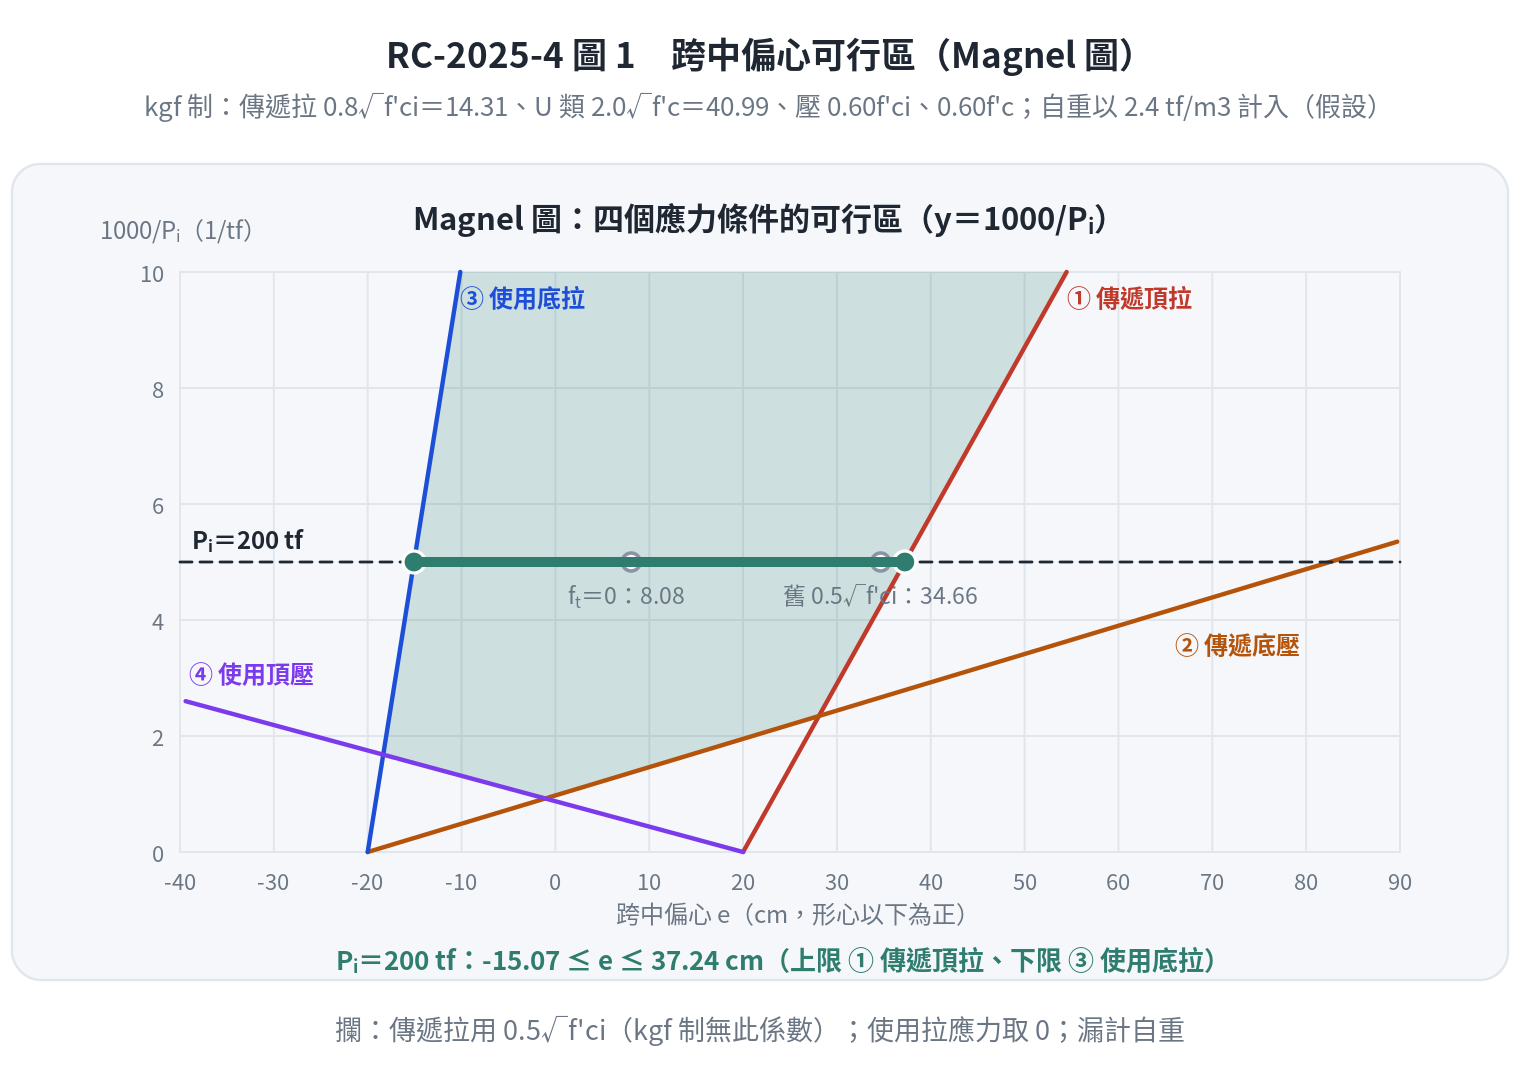 RC-2025-4 圖 1　跨中偏心可行區（Magnel 圖）
kgf 制：傳遞拉 0.8√f'ci＝14.31、U 類 2.0√f'c＝40.99、壓 0.60f'ci、0.60f'c；自重以 2.4 tf/m3 計入（假設）
Magnel 圖：四個應力條件的可行區（y＝1000/Pᵢ）
1000/Pᵢ（1/tf）
10
8
6
4
2
0
③ 使用底拉
① 傳遞頂拉
Pᵢ＝200 tf
fₜ＝0：8.08
舊 0.5√f'ci：34.66
② 傳遞底壓
④ 使用頂壓
-40 -30 -20 -10 0 10 20 30 40 50 60 70 80 90
跨中偏心 e（cm，形心以下為正）
Pᵢ＝200 tf：-15.07 ≤ e ≤ 37.24 cm（上限 ① 傳遞頂拉、下限 ③ 使用底拉）
攔：傳遞拉用 0.5√f'ci（kgf 制無此係數）；使用拉應力取 0；漏計自重